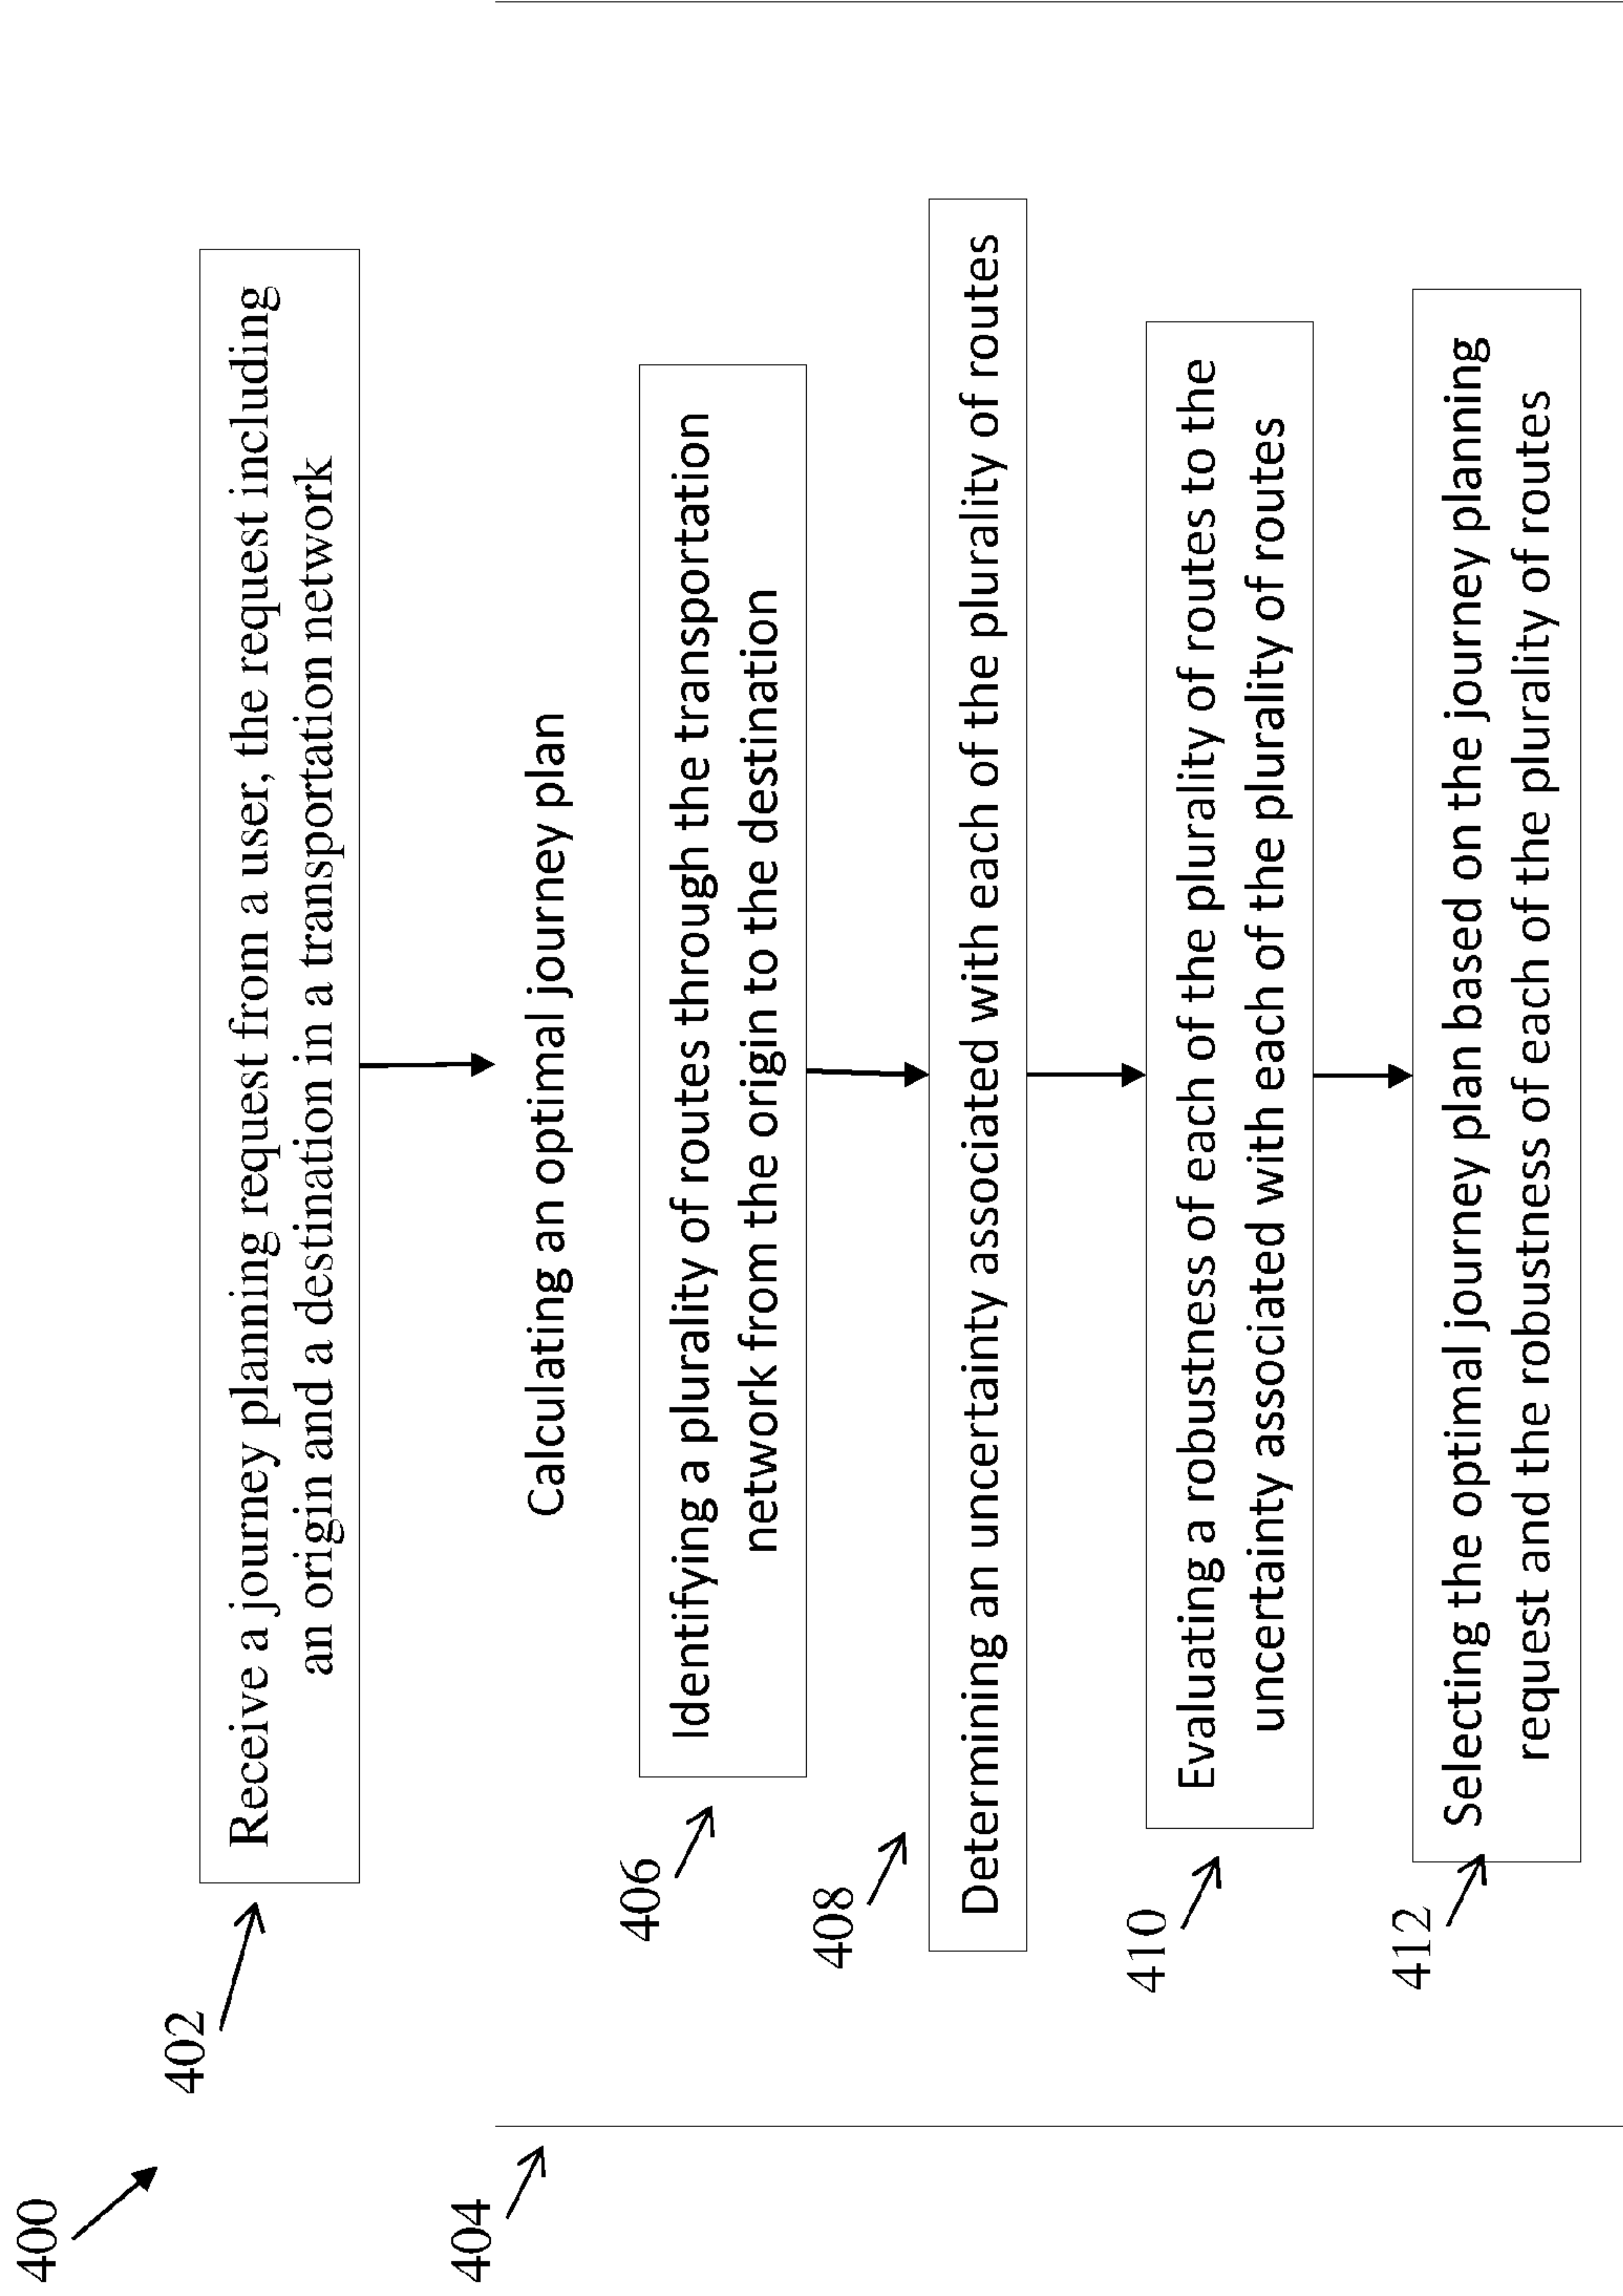 400
402
Receive a journey planning request from a user, the request including
an origin and a destination in a transportation network
404
Calculating an optimal journey plan
406
Identifying a plurality of routes through the transportation
network from the origin to the destination
408
Determining an uncertainty associated with each of the plurality of routes
410
Evaluating a robustness of each of the plurality of routes to the
uncertainty associated with each of the plurality of routes
412
Selecting the optimal journey plan based on the journey planning
request and the robustness of each of the plurality of routes